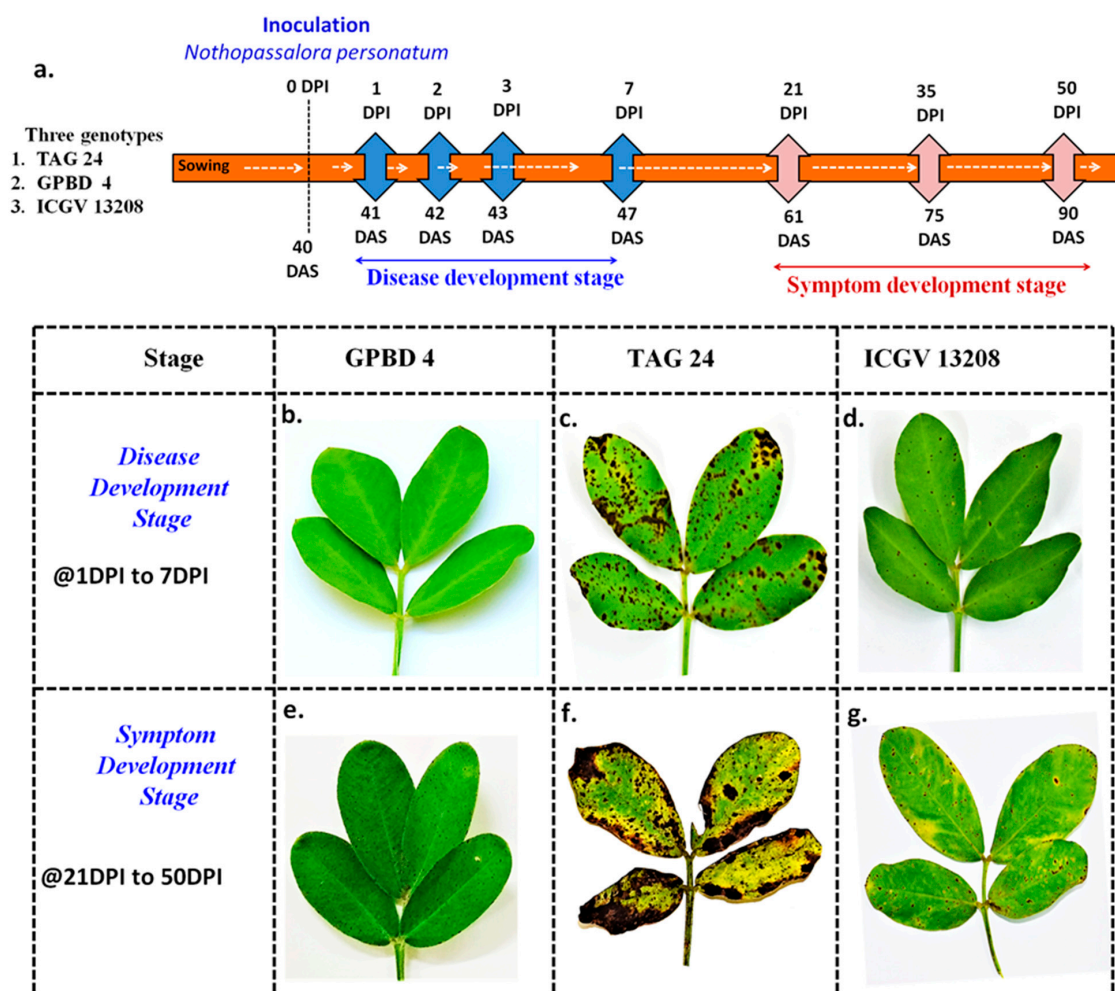 Inoculation
Nothopassalora personatum
a.
0 DPI
1 DPI
2 DPI
3 DPI
7 DPI
21 DPI
35 DPI
50 DPI
Three genotypes
1. TAG 24
2. GPBD 4
3. ICGV 13208
Sowing
40 DAS
41 DAS
42 DAS
43 DAS
47 DAS
61 DAS
75 DAS
90 DAS
Disease development stage
Symptom development stage
Stage
GPBD 4
TAG 24
ICGV 13208
Disease
Development
Stage
@1DPI to 7DPI
b.
c.
d.
Symptom
Development
Stage
@21DPI to 50DPI
e.
f.
g.